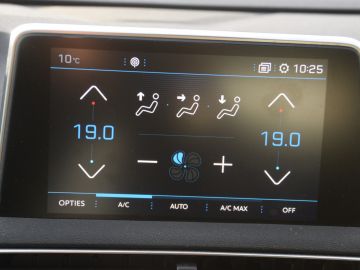 10°C 10:25
19.0 19.0
OPTIES A/C AUTO A/C MAX OFF